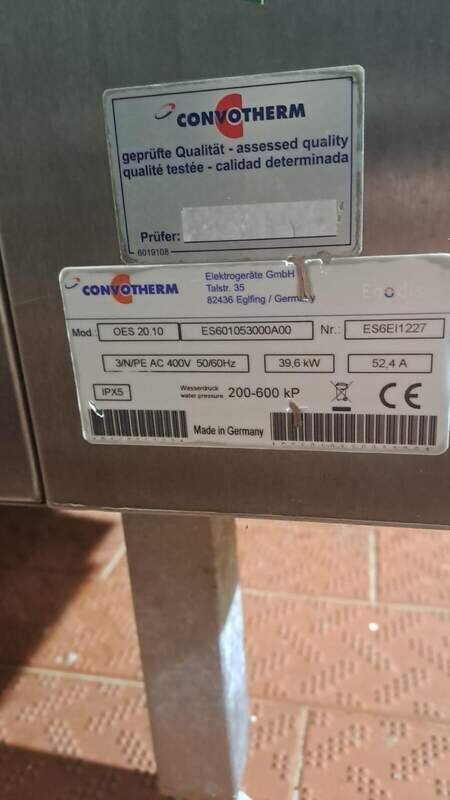 CONVOTHERM
geprüfte Qualität - assessed quality
qualité testée - calidad determinada
Prüfer:
6019108
CONVOTHERM
Elektrogeräte GmbH
Talstr. 35
82436 Eglfing / Germany
Mod.: OES 20.10 ES601053000A00 Nr.: ES6EI1227
3/N/PE AC 400V 50/60Hz 39,6 kW 52,4 A
IPX5
Wasserdruck
water pressure 200-600 kP
CE
Made in Germany